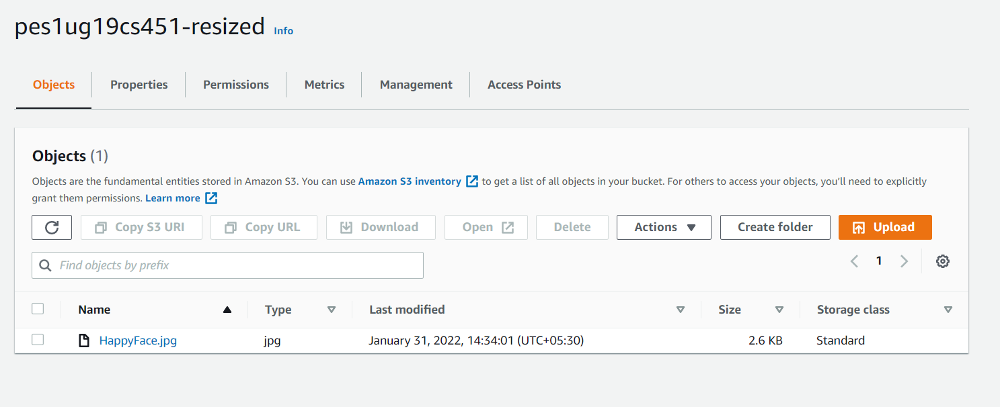 pes1ug19cs451-resized Info
Objects Properties Permissions Metrics Management Access Points
Objects (1)
Objects are the fundamental entities stored in Amazon S3. You can use Amazon S3 inventory to get a list of all objects in your bucket. For others to access your objects, you'll need to explicitly
grant them permissions. Learn more
Copy S3 URI Copy URL Download Open Delete Actions Create folder Upload
Find objects by prefix 1
Name Type Last modified Size Storage class
HappyFace.jpg jpg January 31, 2022, 14:34:01 (UTC+05:30) 2.6 KB Standard